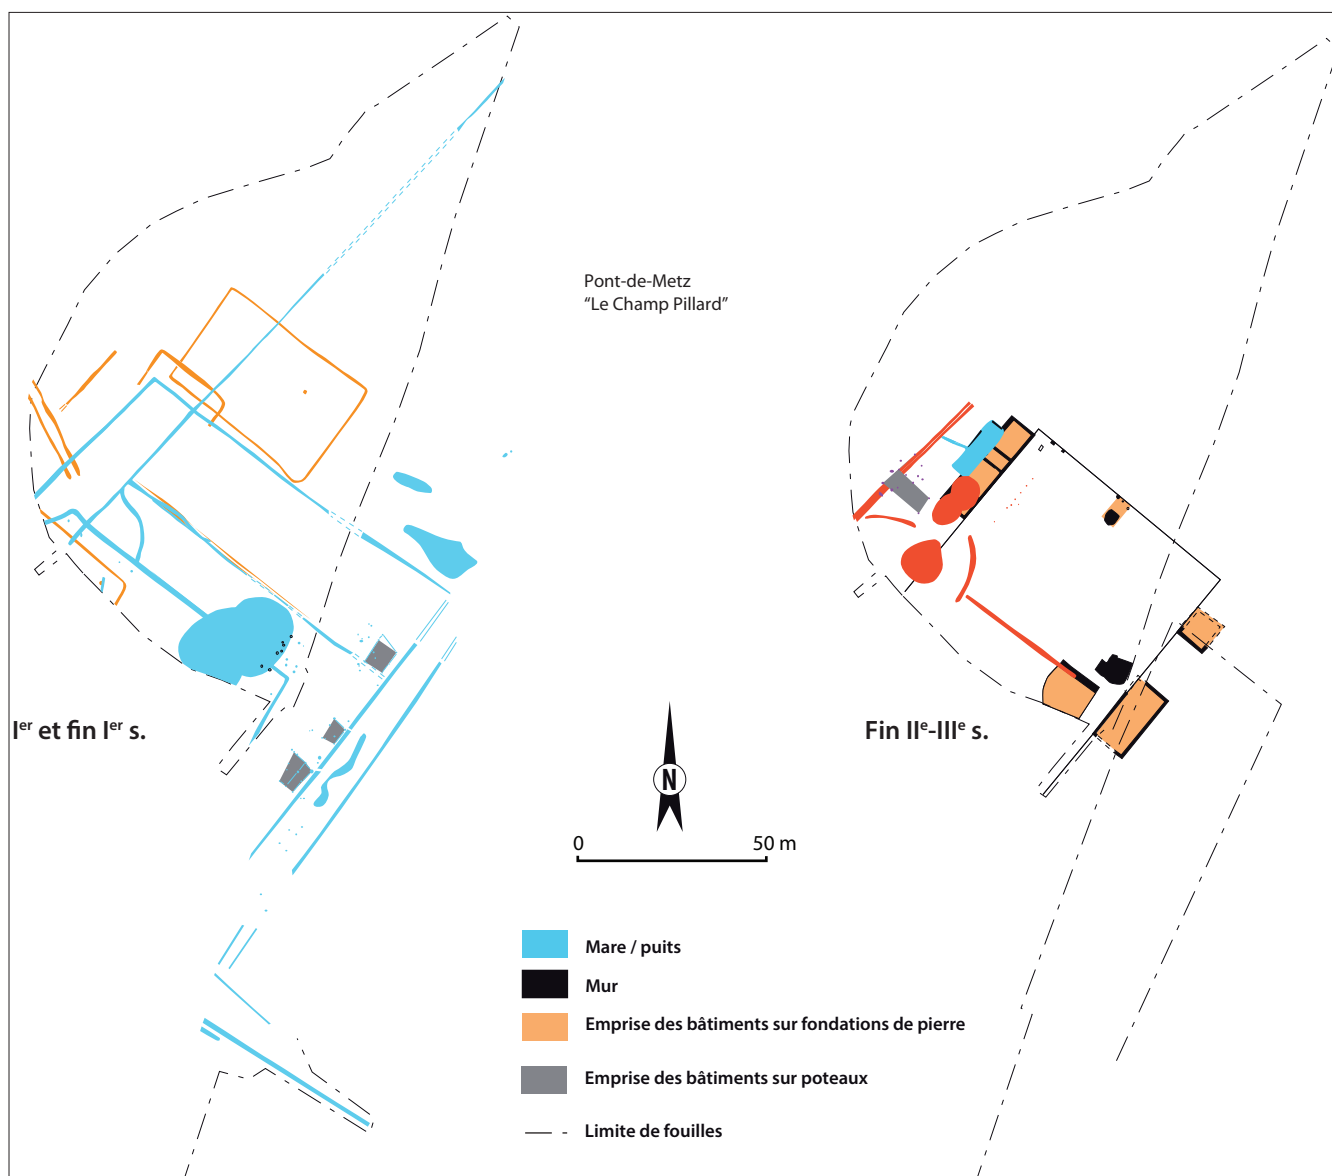 Pont-de-Metz
“Le Champ Pillard”
Iᵉʳ et fin Iᵉʳ s.
Fin IIᵉ-IIIᵉ s.
N
0 50 m
Mare / puits
Mur
Emprise des bâtiments sur fondations de pierre
Emprise des bâtiments sur poteaux
Limite de fouilles